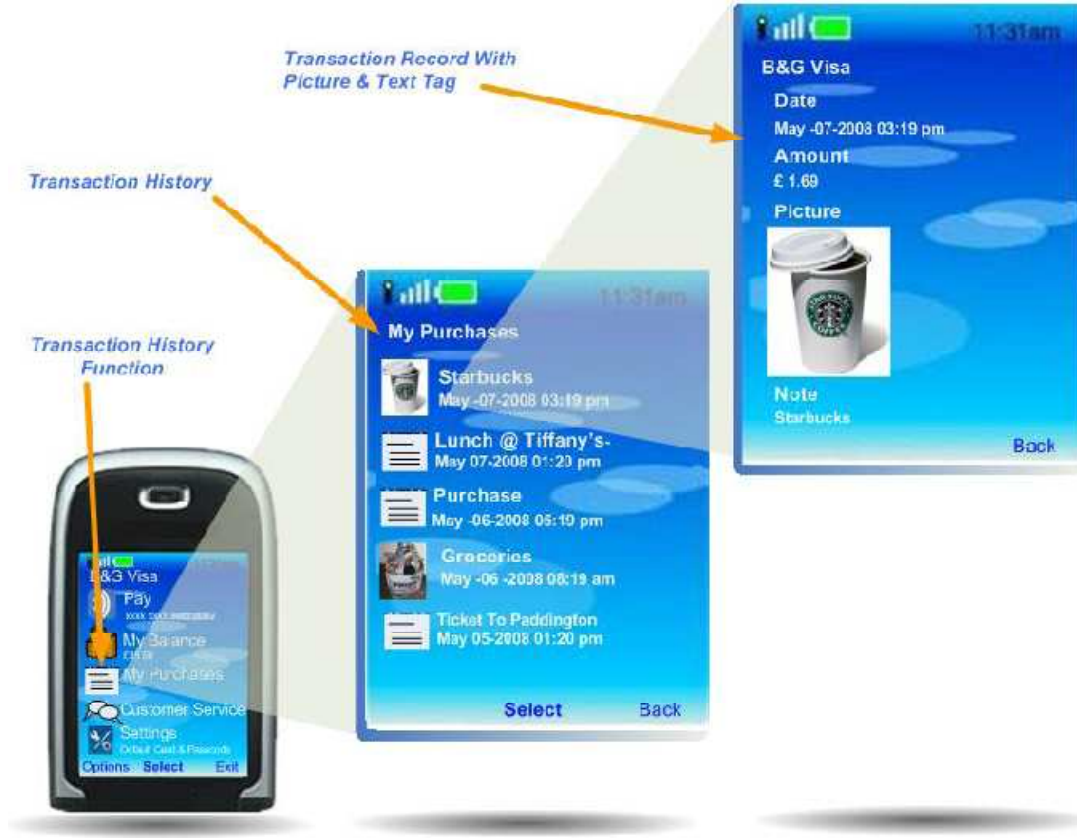 Transaction Record With
Picture & Text Tag
Transaction History
Transaction History
Function
B&G Visa
Pay
My Balance
My Purchases
Customer Service
Settings
Default Card & Passcode
Options Select Exit
11:31am
My Purchases
Starbucks
May -07-2008 03:19 pm
Lunch @ Tiffany's-
May 07-2008 01:20 pm
Purchase
May -06-2008 06:19 pm
Groceries
May -06 -2008 08:19 am
Ticket To Paddington
May 05-2008 01:20 pm
Select Back
11:31am
B&G Visa
Date
May -07-2008 03:19 pm
Amount
£ 1.69
Picture
STARBUCKS
COFFEE
Note
Starbucks
Back